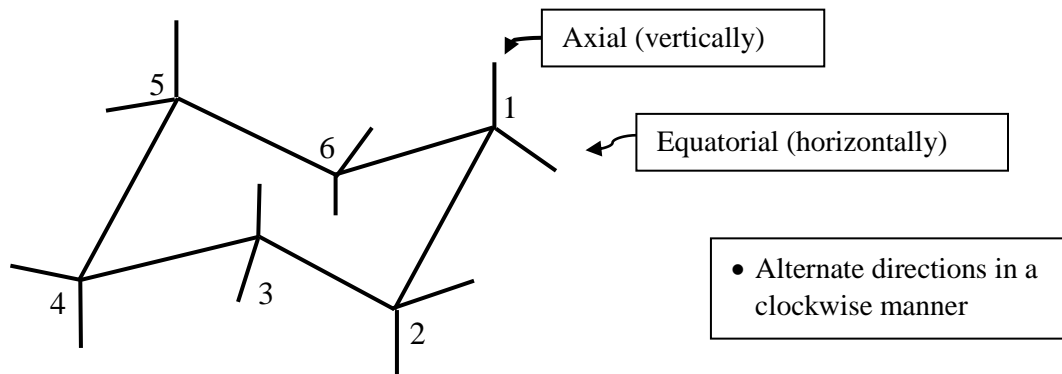 Axial (vertically)
5
1
Equatorial (horizontally)
6
• Alternate directions in a
clockwise manner
4
3
2